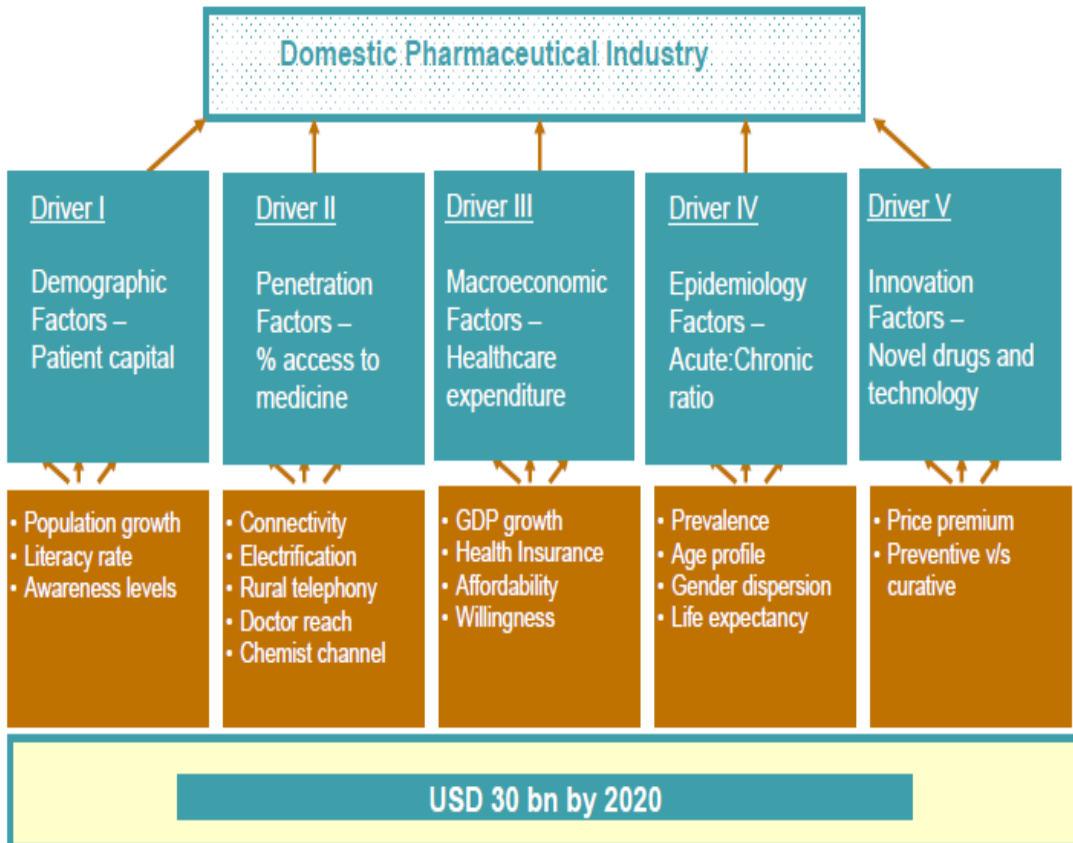 Domestic Pharmaceutical Industry
Driver I
Demographic
Factors –
Patient capital
Driver II
Penetration
Factors –
% access to
medicine
Driver III
Macroeconomic
Factors –
Healthcare
expenditure
Driver IV
Epidemiology
Factors –
Acute:Chronic
ratio
Driver V
Innovation
Factors –
Novel drugs and
technology
• Population growth
• Literacy rate
• Awareness levels
• Connectivity
• Electrification
• Rural telephony
• Doctor reach
• Chemist channel
• GDP growth
• Health Insurance
• Affordability
• Willingness
• Prevalence
• Age profile
• Gender dispersion
• Life expectancy
• Price premium
• Preventive v/s
curative
USD 30 bn by 2020